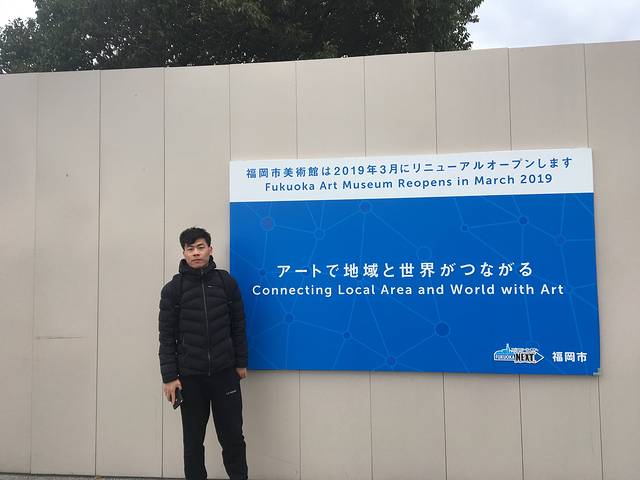 福岡市美術館は2019年3月にリニューアルオープンします
Fukuoka Art Museum Reopens in March 2019
アートで地域と世界がつながる
Connecting Local Area and World with Art
FUKUOKA NEXT 福岡市